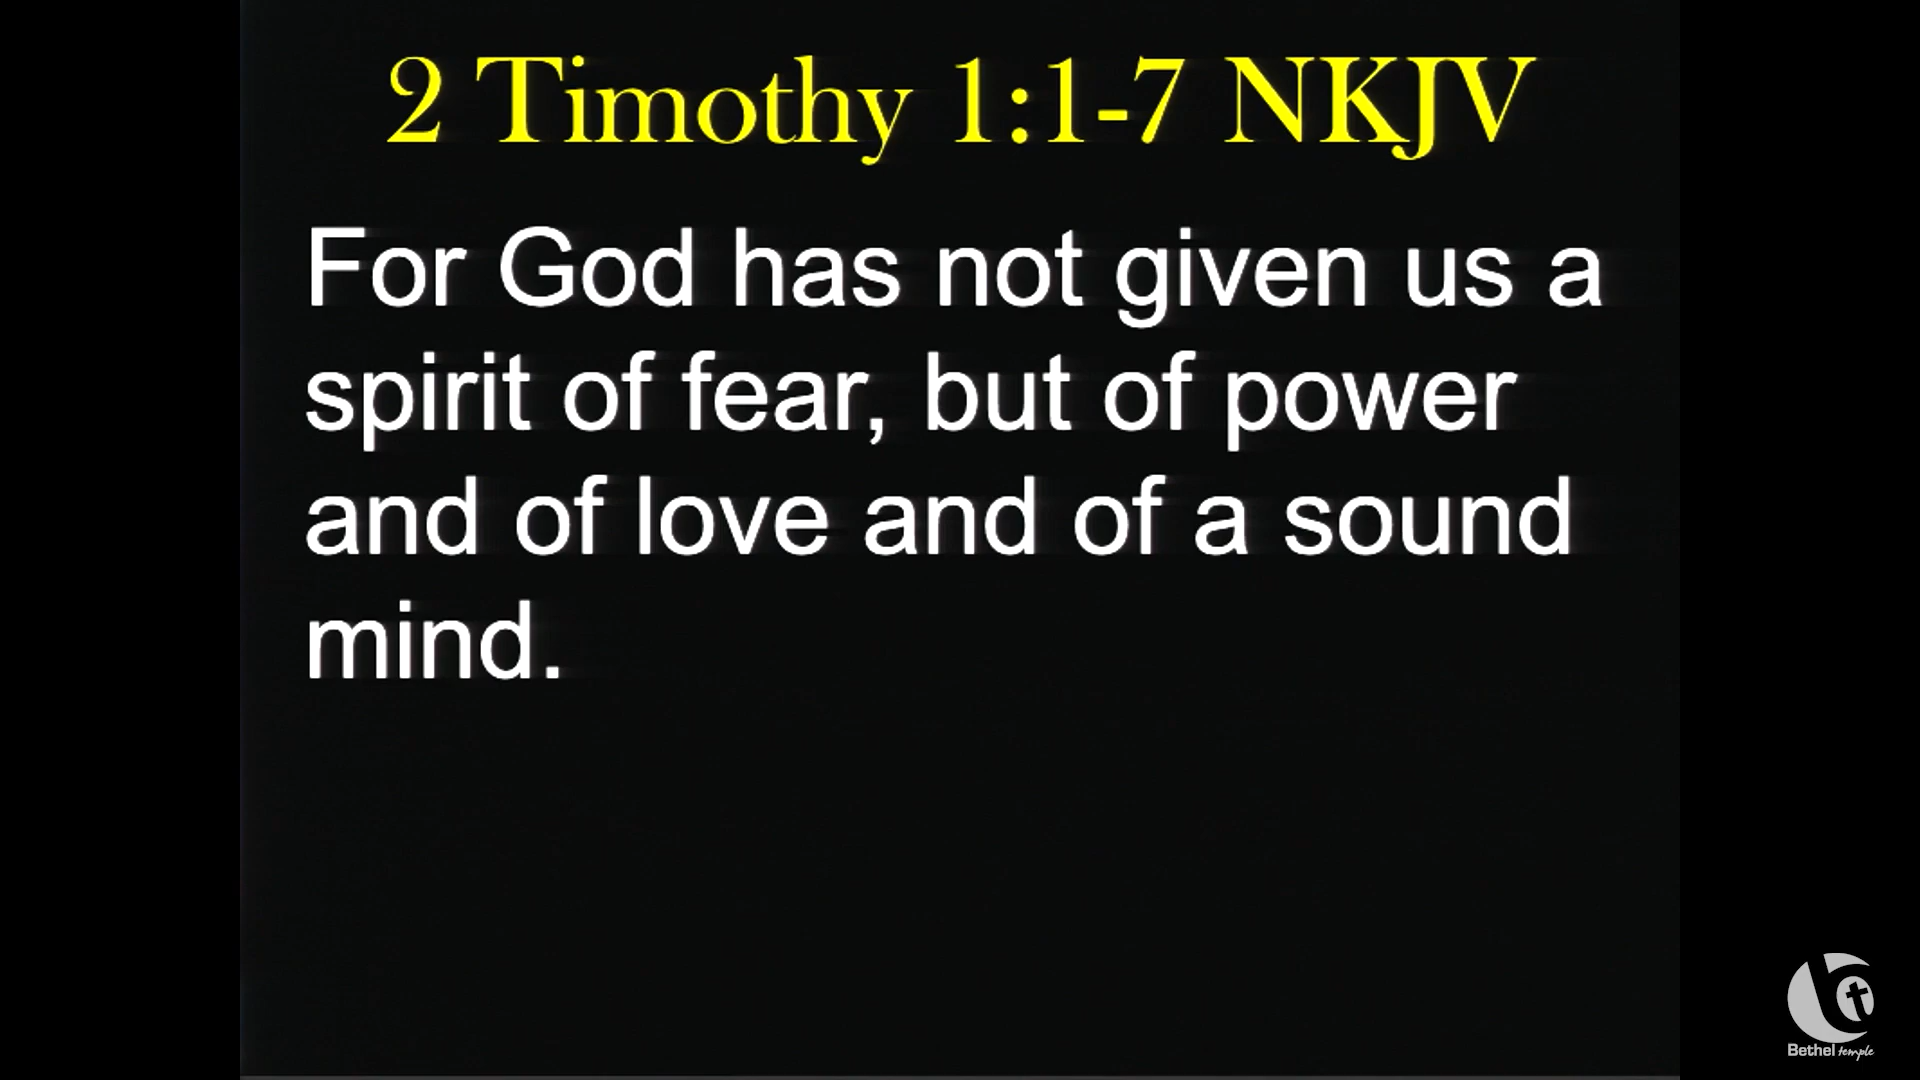 2 Timothy 1:1-7 NKJV
For God has not given us a
spirit of fear, but of power
and of love and of a sound
mind.
Bethel temple